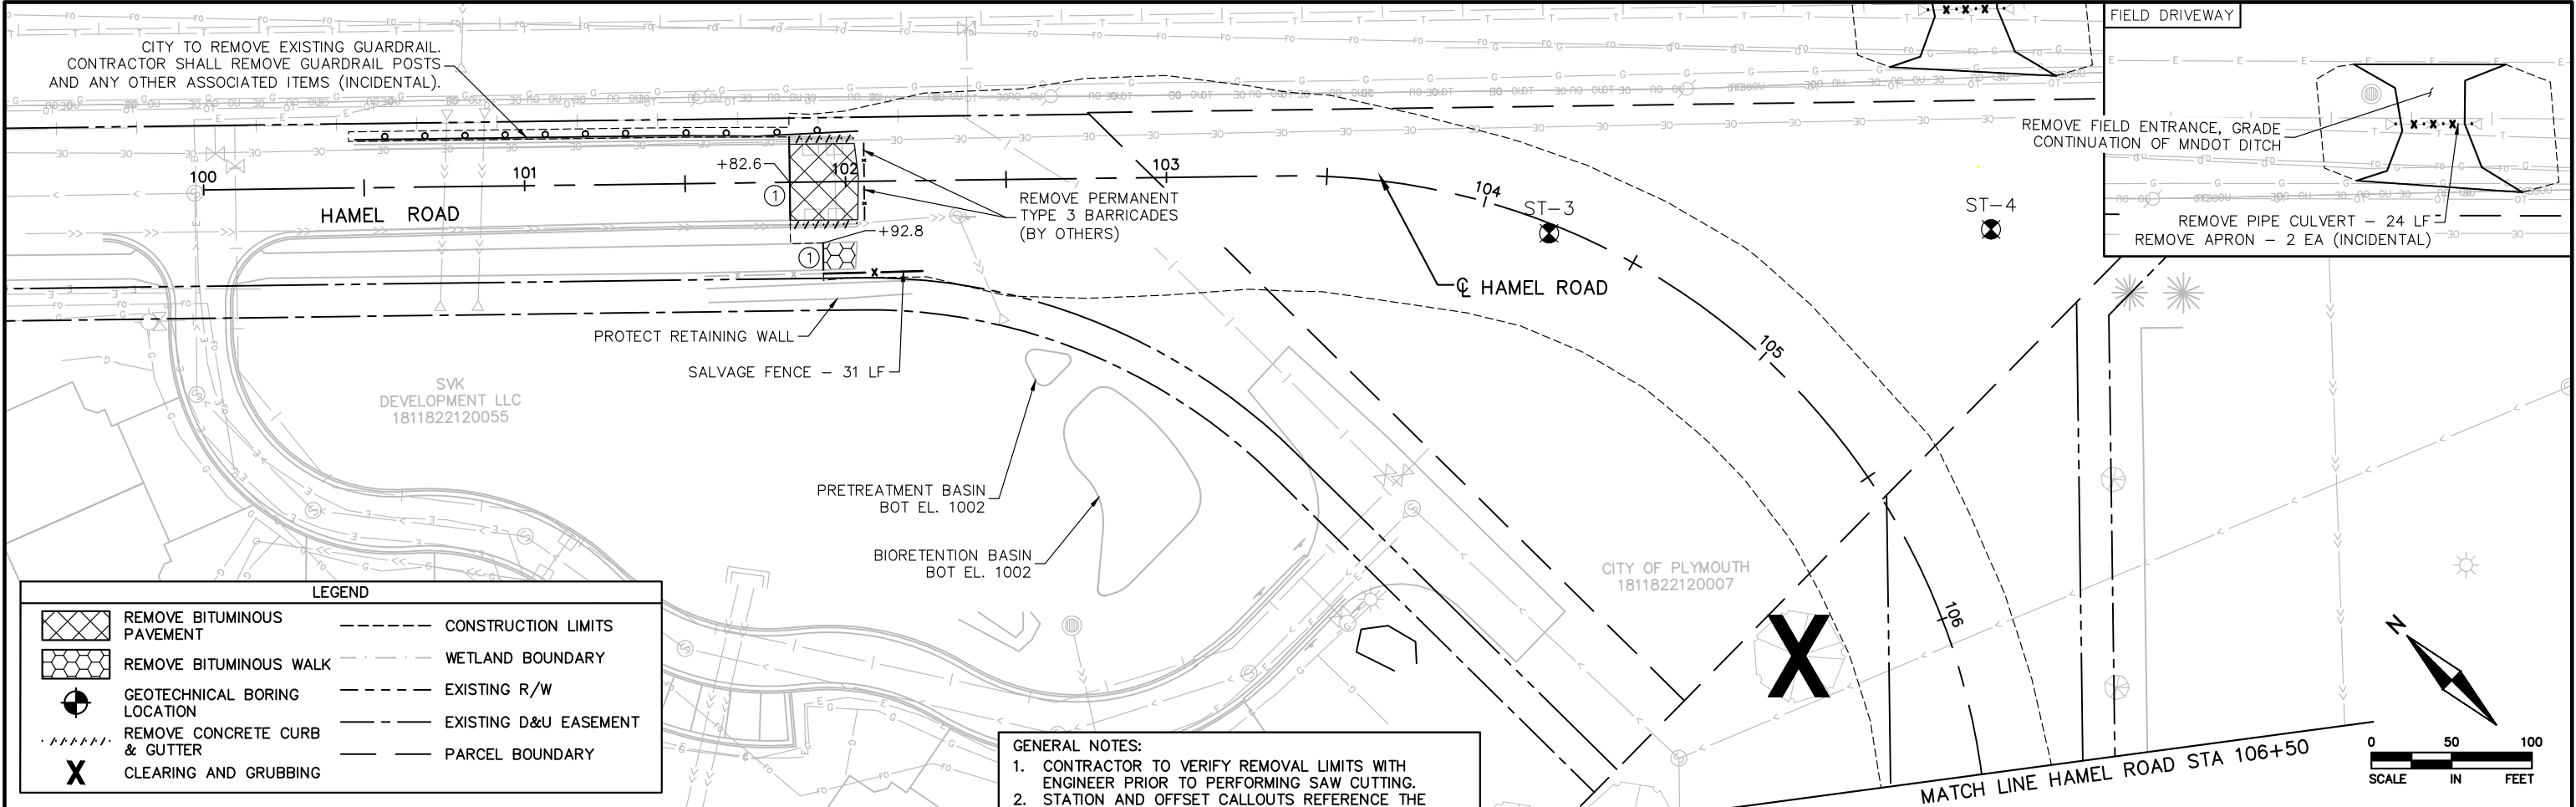 CITY TO REMOVE EXISTING GUARDRAIL.
CONTRACTOR SHALL REMOVE GUARDRAIL POSTS
AND ANY OTHER ASSOCIATED ITEMS (INCIDENTAL).
FIELD DRIVEWAY
REMOVE FIELD ENTRANCE, GRADE
CONTINUATION OF MNDOT DITCH
REMOVE PIPE CULVERT – 24 LF
REMOVE APRON – 2 EA (INCIDENTAL)
100
101
102
103
104
105
106
HAMEL ROAD
+82.6
1
+92.8
1
REMOVE PERMANENT
TYPE 3 BARRICADES
(BY OTHERS)
ST-3
ST-4
℄ HAMEL ROAD
PROTECT RETAINING WALL
SALVAGE FENCE – 31 LF
SVK
DEVELOPMENT LLC
1811822120055
PRETREATMENT BASIN
BOT EL. 1002
BIORETENTION BASIN
BOT EL. 1002
CITY OF PLYMOUTH
1811822120007
LEGEND
REMOVE BITUMINOUS
PAVEMENT
REMOVE BITUMINOUS WALK
GEOTECHNICAL BORING
LOCATION
REMOVE CONCRETE CURB
& GUTTER
X CLEARING AND GRUBBING
CONSTRUCTION LIMITS
WETLAND BOUNDARY
EXISTING R/W
EXISTING D&U EASEMENT
PARCEL BOUNDARY
GENERAL NOTES:
1. CONTRACTOR TO VERIFY REMOVAL LIMITS WITH
ENGINEER PRIOR TO PERFORMING SAW CUTTING.
2. STATION AND OFFSET CALLOUTS REFERENCE THE
X
MATCH LINE HAMEL ROAD STA 106+50
N
0 50 100
SCALE IN FEET